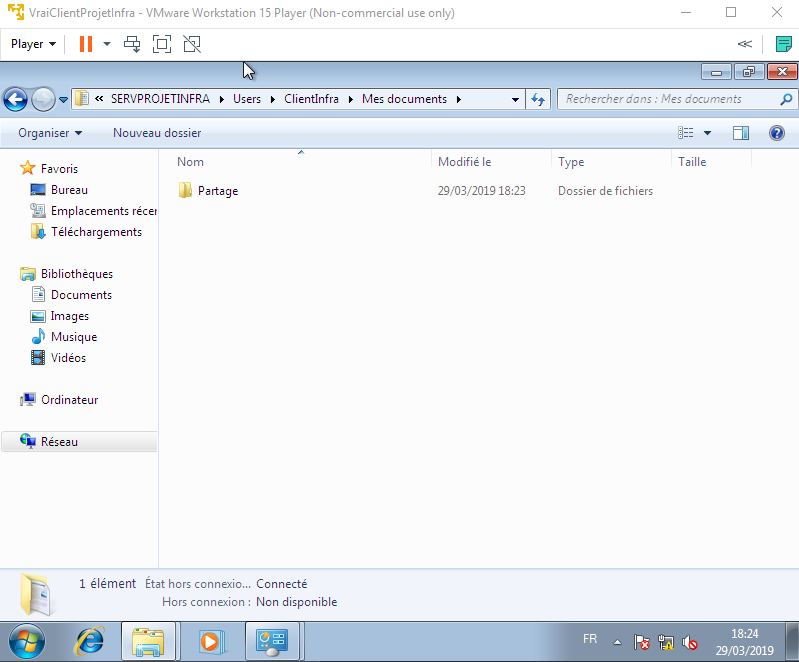 VraiClientProjetInfra - VMware Workstation 15 Player (Non-commercial use only)
Player
« SERVPROJETINFRA Users ClientInfra Mes documents
Rechercher dans : Mes documents
Organiser Nouveau dossier
Nom Modifié le Type Taille
Partage 29/03/2019 18:23 Dossier de fichiers
Favoris
Bureau
Emplacements récer
Téléchargements
Bibliothèques
Documents
Images
Musique
Vidéos
Ordinateur
Réseau
1 élément État hors connexio... Connecté
Hors connexion : Non disponible
FR
18:24
29/03/2019